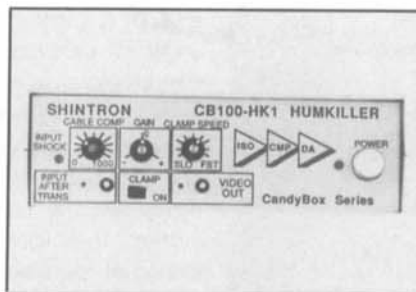 SHINTRON CB100-HK1 HUMKILLER
CABLE COMP GAIN CLAMP SPEED
INPUT SHOCK
0 1000
- +
SLO FST
ISO CMP DA
POWER
INPUT AFTER TRANS
CLAMP
ON
VIDEO OUT
CandyBox Series